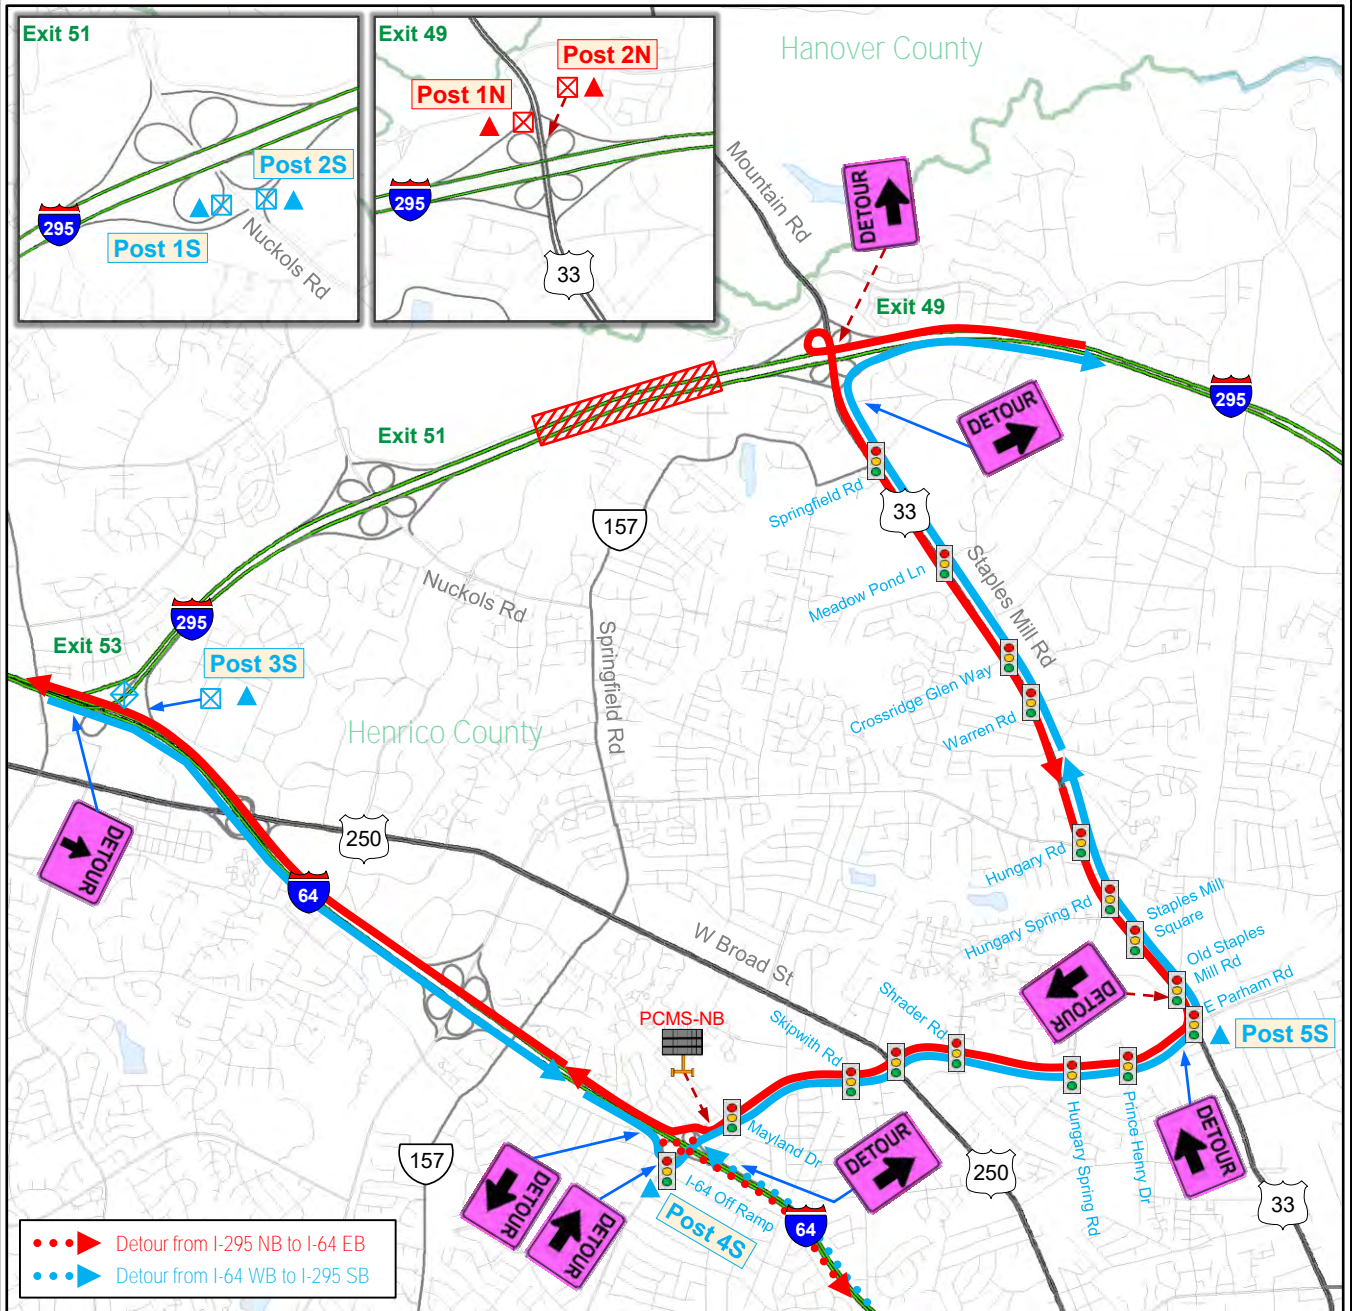 Exit 51
Post 2S
Post 1S
295
Nuckols Rd
Exit 49
Post 2N
Post 1N
295
33
Hanover County
Mountain Rd
DETOUR
Exit 49
295
DETOUR
Exit 51
157
Springfield Rd
33
Staples Mill Rd
Meadow Pond Ln
Nuckols Rd
295
Exit 53
Post 3S
Springfield Rd
Crossridge Glen Way
Warren Rd
Henrico County
DETOUR
250
64
Hungary Rd
Hungary Spring Rd
Staples Mill
Square
Old Staples
Mill Rd
E Parham Rd
DETOUR
W Broad St
Shrader Rd
Skipwith Rd
PCMS-NB
Post 5S
Mayland Dr
Hungary Spring Rd
Prince Henry Dr
DETOUR
DETOUR
157
DETOUR
DETOUR
I-64 Off Ramp
Post 4S
250
33
64
Detour from I-295 NB to I-64 EB
Detour from I-64 WB to I-295 SB